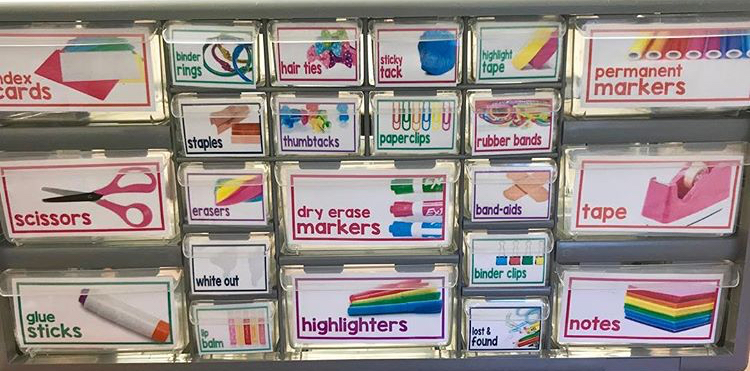 ndex
cards
binder
rings
hair ties
sticky
tack
highlight
tape
permanent
markers
staples
thumbtacks
paperclips
rubber bands
scissors
erasers
dry erase
markers
band-aids
tape
white out
binder clips
glue
sticks
lip
balm
highlighters
lost &
found
notes